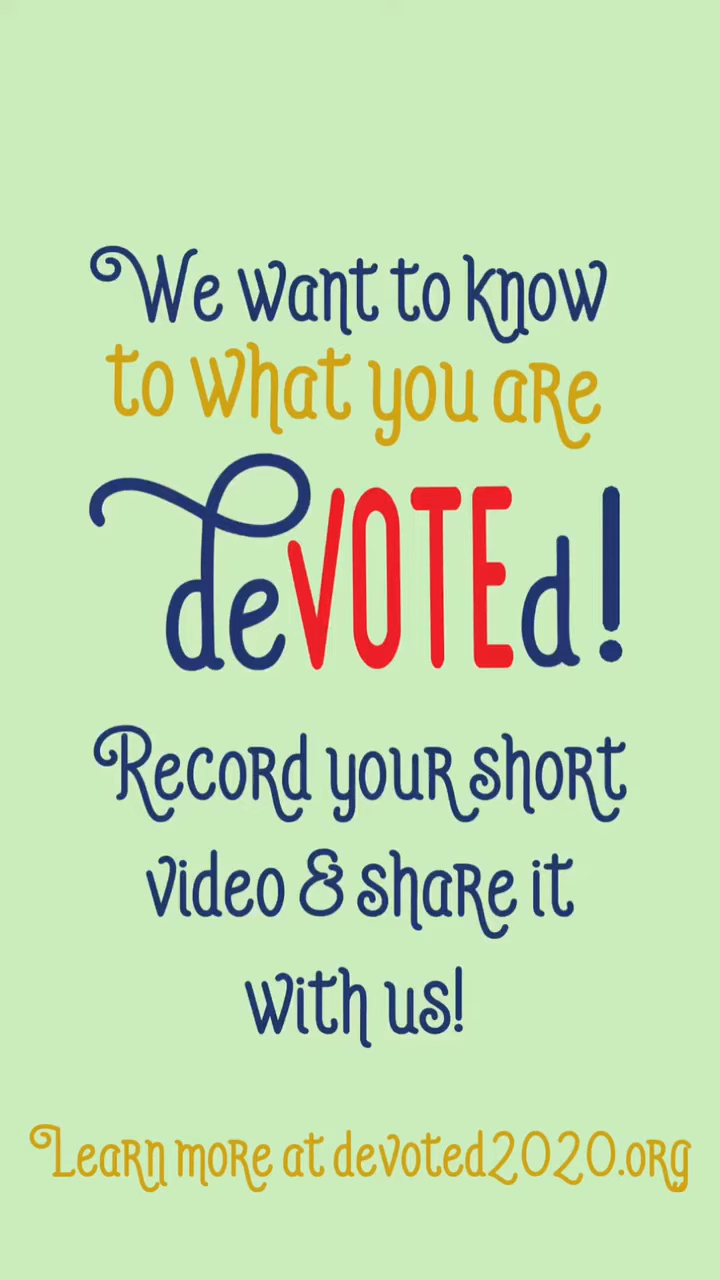 We want to know
to what you are
deVOTEd!
Record your short
video & share it
with us!
Learn more at devoted2020.org